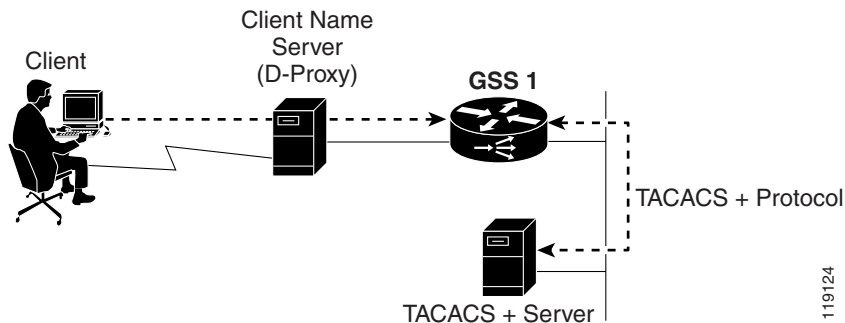 Client Name
Server
(D-Proxy)
Client
GSS 1
TACACS + Protocol
TACACS + Server
119124